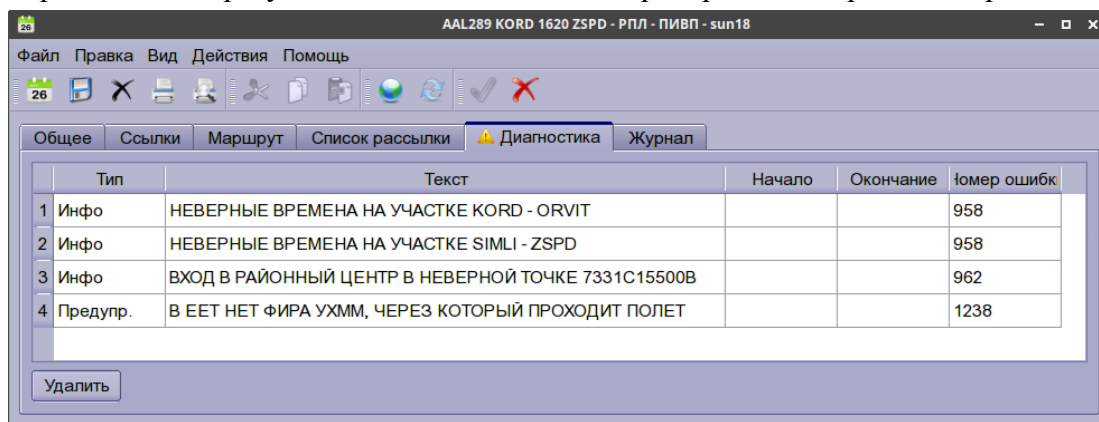 26 AAL289 KORD 1620 ZSPD - РПЛ - ПИВП - sun18
Файл Правка Вид Действия Помощь
26
Общее Ссылки Маршрут Список рассылки Диагностика Журнал
Тип Текст Начало Окончание Номер ошибки
1 Инфо НЕВЕРНЫЕ ВРЕМЕНА НА УЧАСТКЕ KORD - ORVIT 958
2 Инфо НЕВЕРНЫЕ ВРЕМЕНА НА УЧАСТКЕ SIMLI - ZSPD 958
3 Инфо ВХОД В РАЙОННЫЙ ЦЕНТР В НЕВЕРНОЙ ТОЧКЕ 7331С15500В 962
4 Предупр. В ЕЕТ НЕТ ФИРА УХММ, ЧЕРЕЗ КОТОРЫЙ ПРОХОДИТ ПОЛЕТ 1238
Удалить